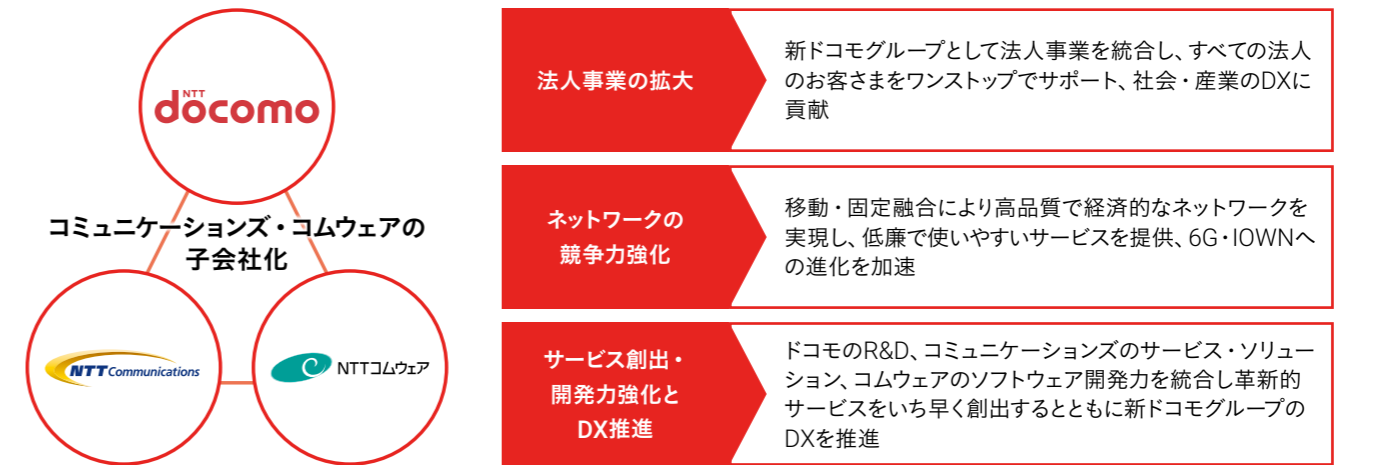 NTT
döcomo
コミュニケーションズ・コムウェアの
子会社化
NTT Communications
NTTコムウェア
法人事業の拡大
新ドコモグループとして法人事業を統合し、すべての法人
のお客さまをワンストップでサポート、社会・産業のDXに
貢献
ネットワークの
競争力強化
移動・固定融合により高品質で経済的なネットワークを
実現し、低廉で使いやすいサービスを提供、6G・IOWNへ
の進化を加速
サービス創出・
開発力強化と
DX推進
ドコモのR&D、コミュニケーションズのサービス・ソリュー
ション、コムウェアのソフトウェア開発力を統合し革新的
サービスをいち早く創出するとともに新ドコモグループの
DXを推進